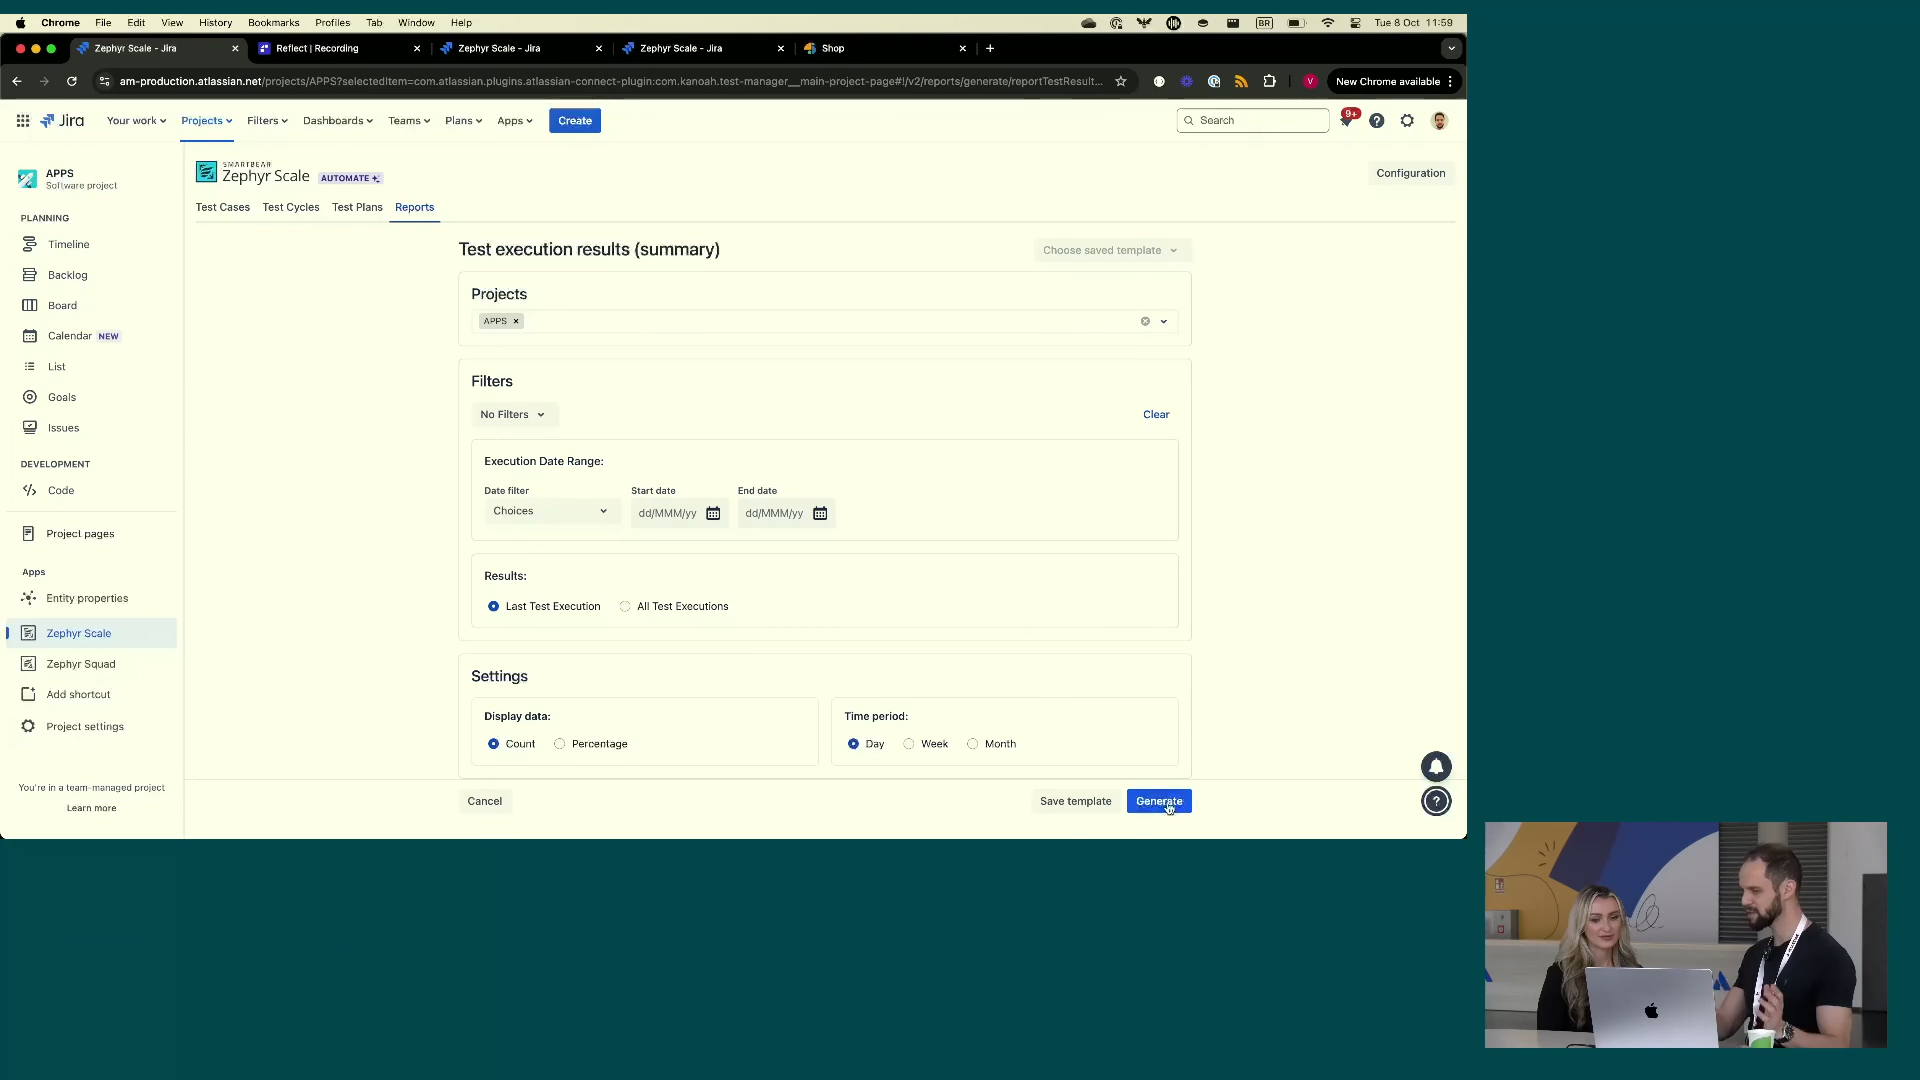 Chrome File Edit View History Bookmarks Profiles Tab Window Help BR Tue 8 Oct 11:59
Zephyr Scale - Jira Reflect | Recording Zephyr Scale - Jira Zephyr Scale - Jira Shop
am-production.atlassian.net/projects/APPS?selectedItem=com.atlassian.plugins.atlassian-connect-plugin:com.kanoah.test-manager__main-project-page#!/v2/reports/generate/reportTestResult... V New Chrome available
Jira Your work Projects Filters Dashboards Teams Plans Apps Create Search 9+
APPS
Software project
PLANNING
Timeline
Backlog
Board
Calendar NEW
List
Goals
Issues
DEVELOPMENT
Code
Project pages
Apps
Entity properties
Zephyr Scale
Zephyr Squad
Add shortcut
Project settings
You're in a team-managed project
Learn more
SMARTBEAR
Zephyr Scale AUTOMATE
Configuration
Test Cases Test Cycles Test Plans Reports
Test execution results (summary)
Choose saved template
Projects
APPS
Filters
No Filters
Clear
Execution Date Range:
Date filter Start date End date
Choices dd/MMM/yy dd/MMM/yy
Results:
Last Test Execution All Test Executions
Settings
Display data:
Count Percentage
Time period:
Day Week Month
Cancel Save template Generate